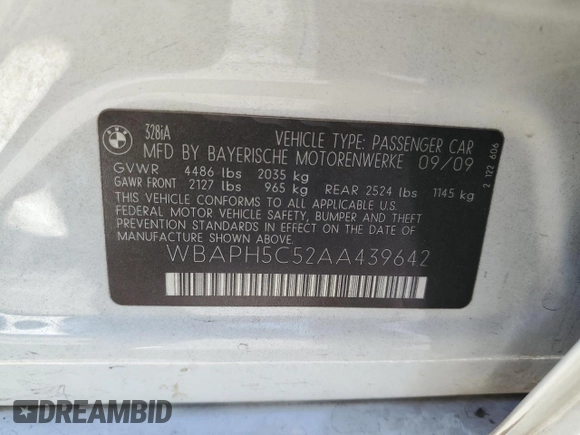 BMW
328iA
VEHICLE TYPE: PASSENGER CAR
MFD BY BAYERISCHE MOTORENWERKE 09/09
GVWR 4486 lbs 2035 kg
GAWR FRONT 2127 lbs 965 kg REAR 2524 lbs 1145 kg
THIS VEHICLE CONFORMS TO ALL APPLICABLE U.S.
FEDERAL MOTOR VEHICLE SAFETY, BUMPER AND THEFT
PREVENTION STANDARDS IN EFFECT ON THE DATE OF
MANUFACTURE SHOWN ABOVE.
WBAPH5C52AA439642
2 122 606
DREAMBID